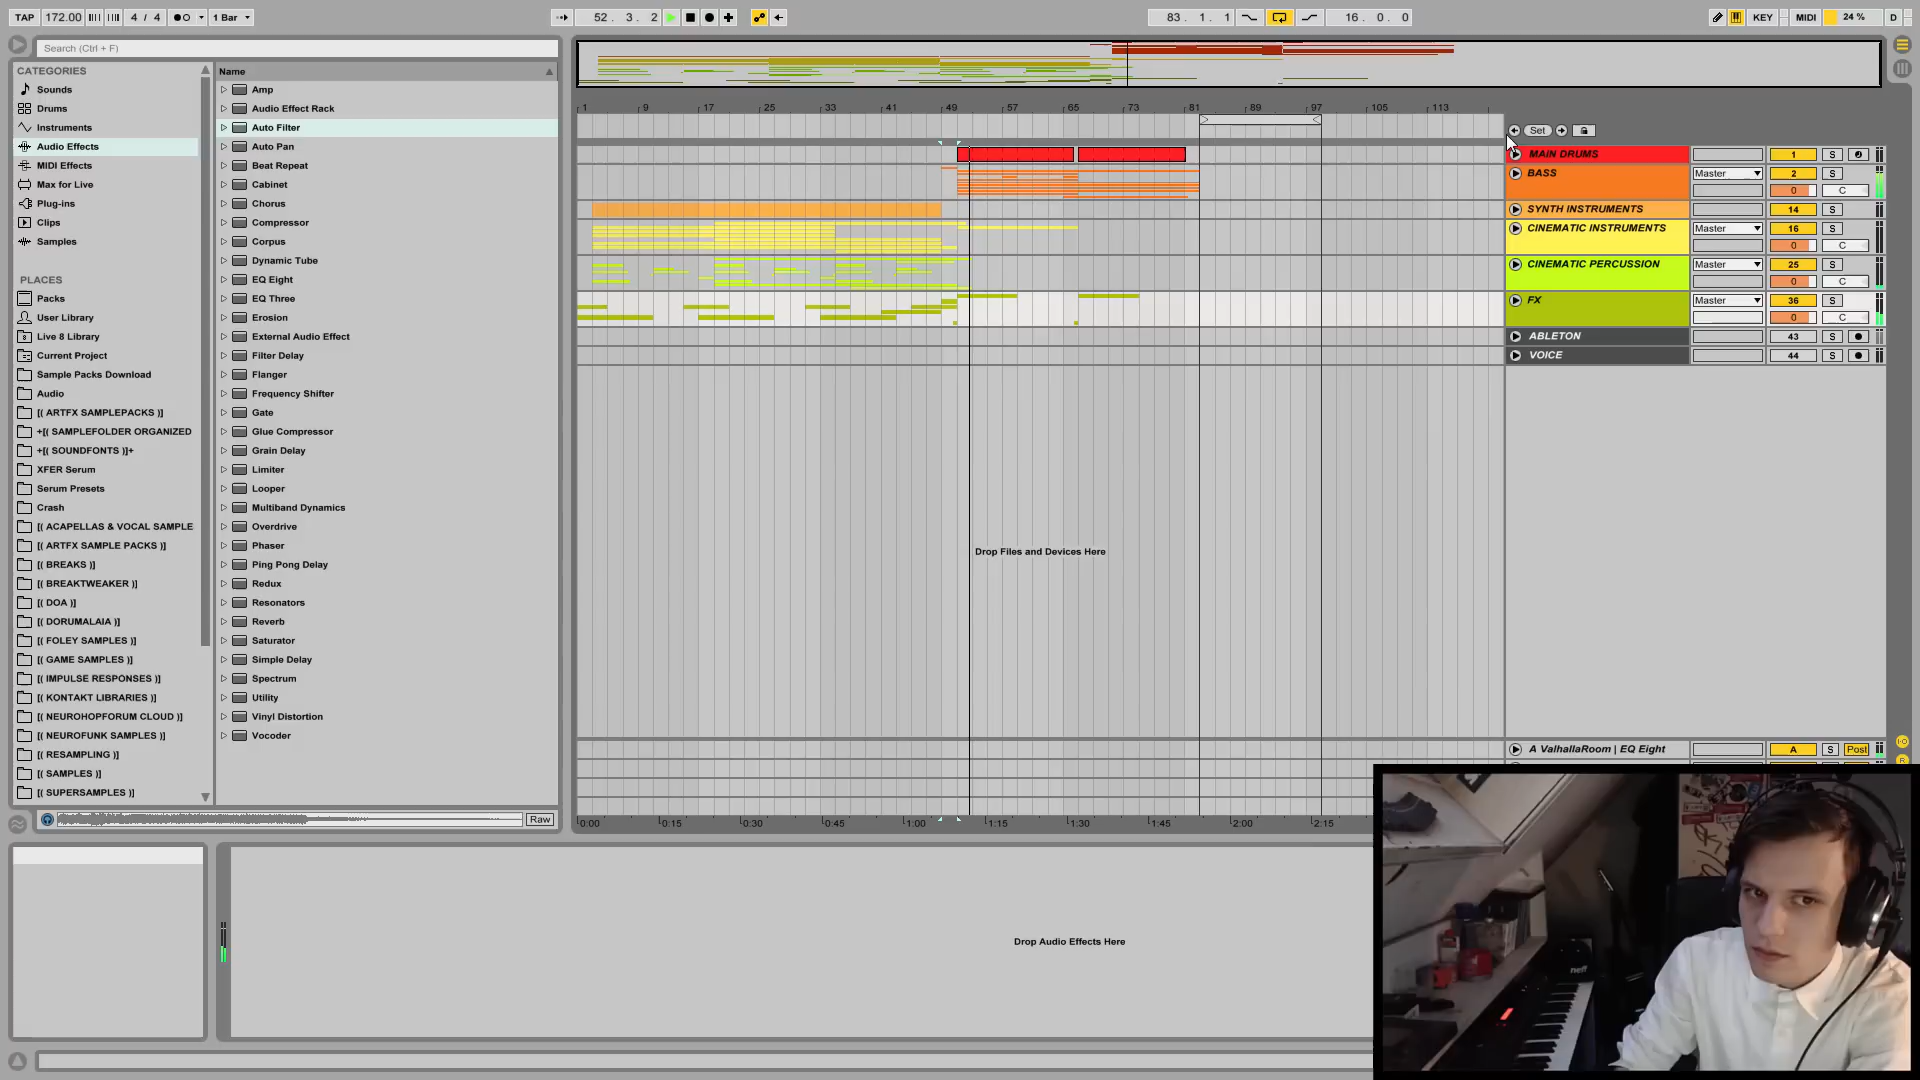 TAP 172.00 4 / 4 1 Bar 52. 3. 2 83. 1. 1 16. 0. 0 KEY MIDI 24 % D
Search (Ctrl + F)
CATEGORIES
Sounds
Drums
Instruments
Audio Effects
MIDI Effects
Max for Live
Plug-ins
Clips
Samples
PLACES
Packs
User Library
Live 8 Library
Current Project
Sample Packs Download
Audio
[( ARTFX SAMPLEPACKS )]
+[( SAMPLEFOLDER ORGANIZED
+[( SOUNDFONTS )]+
XFER Serum
Serum Presets
Crash
[( ACAPELLAS & VOCAL SAMPLE
[( ARTFX SAMPLE PACKS )]
[( BREAKS )]
[( BREAKTWEAKER )]
[( DOA )]
[( DORUMALAIA )]
[( FOLEY SAMPLES )]
[( GAME SAMPLES )]
[( IMPULSE RESPONSES )]
[( KONTAKT LIBRARIES )]
[( NEUROHOPFORUM CLOUD )]
[( NEUROFUNK SAMPLES )]
[( RESAMPLING )]
[( SAMPLES )]
[( SUPERSAMPLES )]
Name
Amp
Audio Effect Rack
Auto Filter
Auto Pan
Beat Repeat
Cabinet
Chorus
Compressor
Corpus
Dynamic Tube
EQ Eight
EQ Three
Erosion
External Audio Effect
Filter Delay
Flanger
Frequency Shifter
Gate
Glue Compressor
Grain Delay
Limiter
Looper
Multiband Dynamics
Overdrive
Phaser
Ping Pong Delay
Redux
Resonators
Reverb
Saturator
Simple Delay
Spectrum
Utility
Vinyl Distortion
Vocoder
Raw
1 9 17 25 33 41 49 57 65 73 81 89 97 105 113
Set
MAIN DRUMS 1 S
BASS Master 2 S
0 C
SYNTH INSTRUMENTS 14 S
CINEMATIC INSTRUMENTS Master 16 S
0 C
CINEMATIC PERCUSSION Master 25 S
0 C
FX Master 36 S
0 C
ABLETON 43 S
VOICE 44 S
Drop Files and Devices Here
A ValhallaRoom | EQ Eight A S Post
0:00 0:15 0:30 0:45 1:00 1:15 1:30 1:45 2:00 2:15
Drop Audio Effects Here
neff